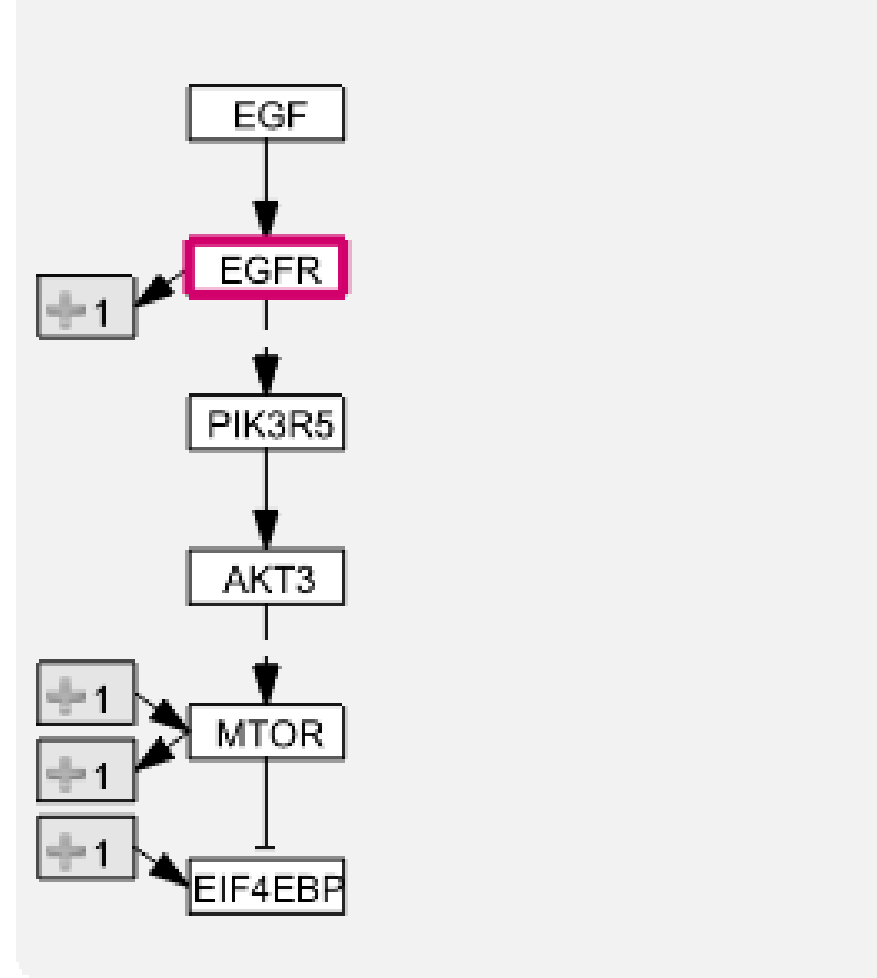 EGF
EGFR
+1
PIK3R5
AKT3
+1
MTOR
+1
+1
EIF4EBP